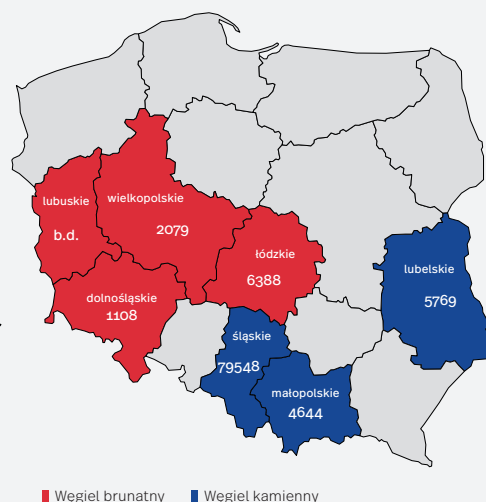 lubuskie
b.d.
wielkopolskie
2079
łódzkie
6388
dolnośląskie
1108
lubelskie
5769
śląskie
79548
małopolskie
4644
Węgiel brunatny
Węgiel kamienny